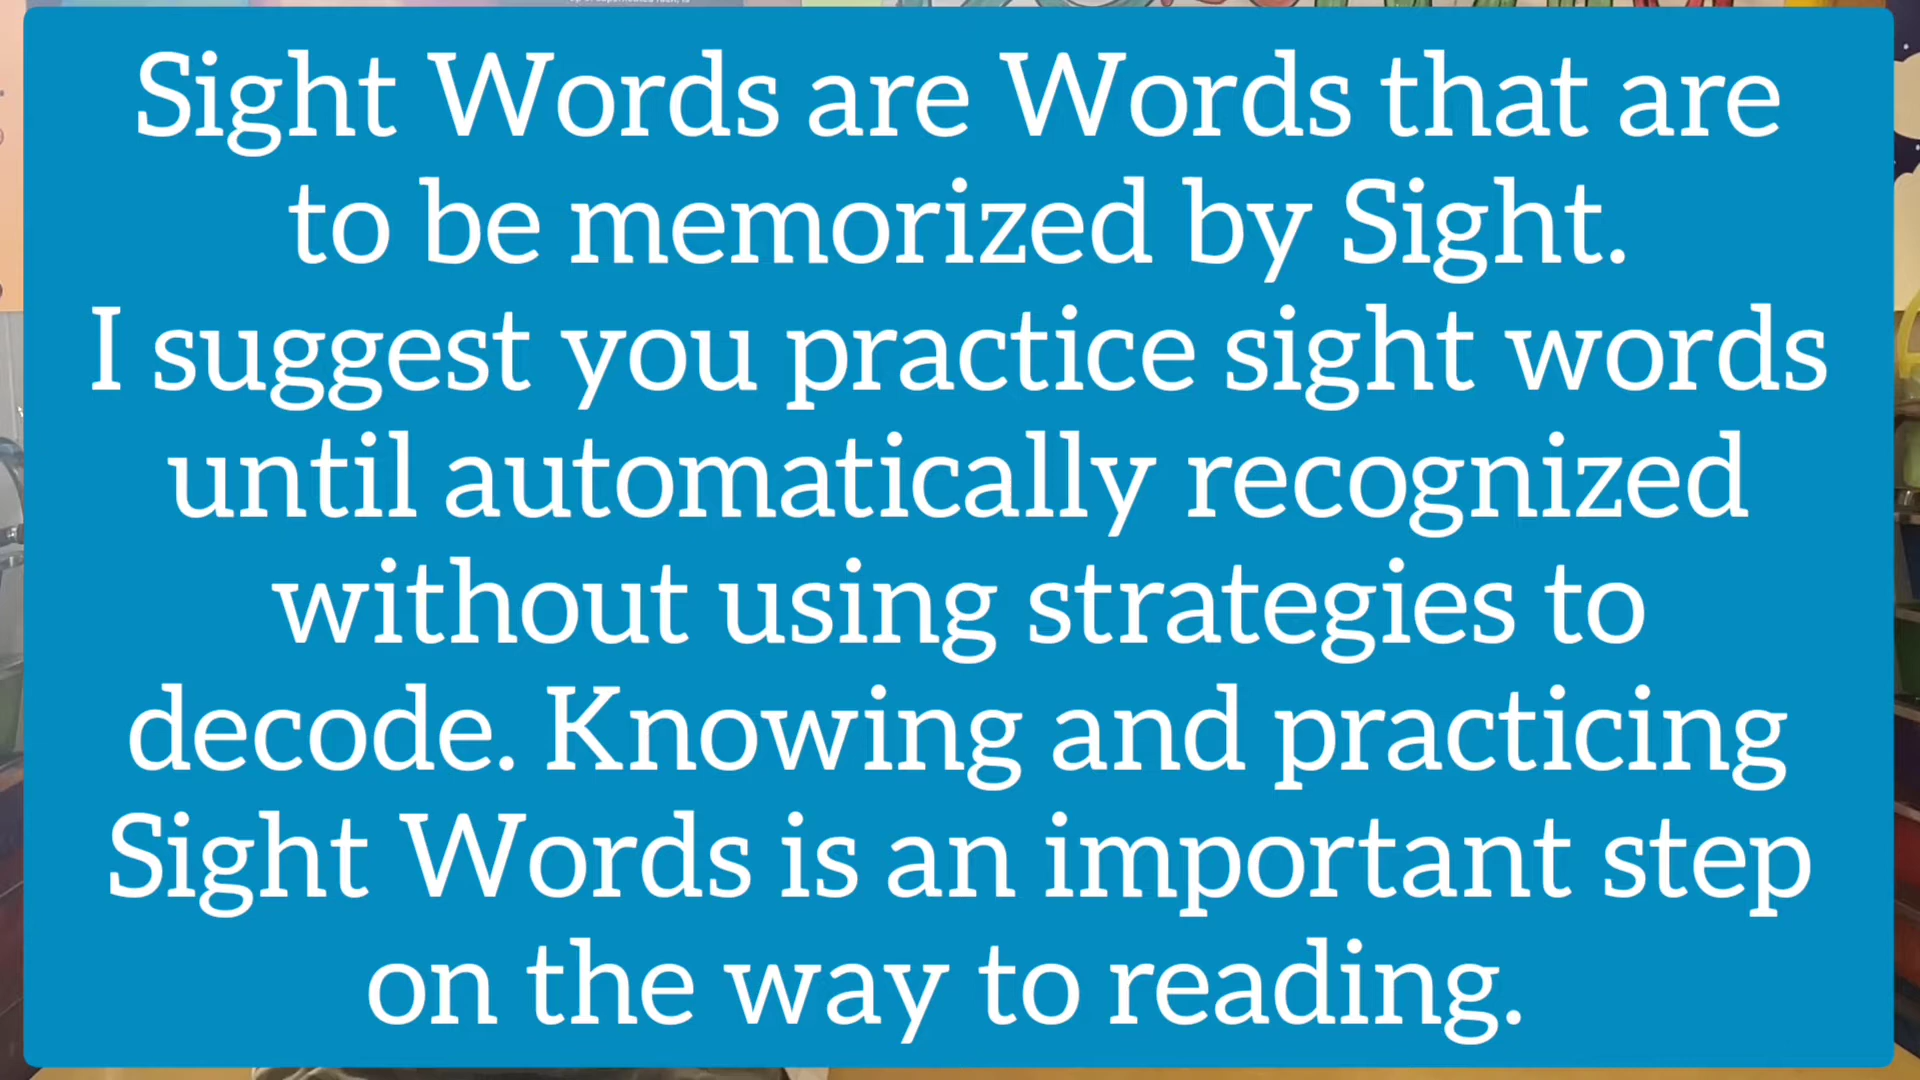 Sight Words are Words that are
to be memorized by Sight.
I suggest you practice sight words
until automatically recognized
without using strategies to
decode. Knowing and practicing
Sight Words is an important step
on the way to reading.